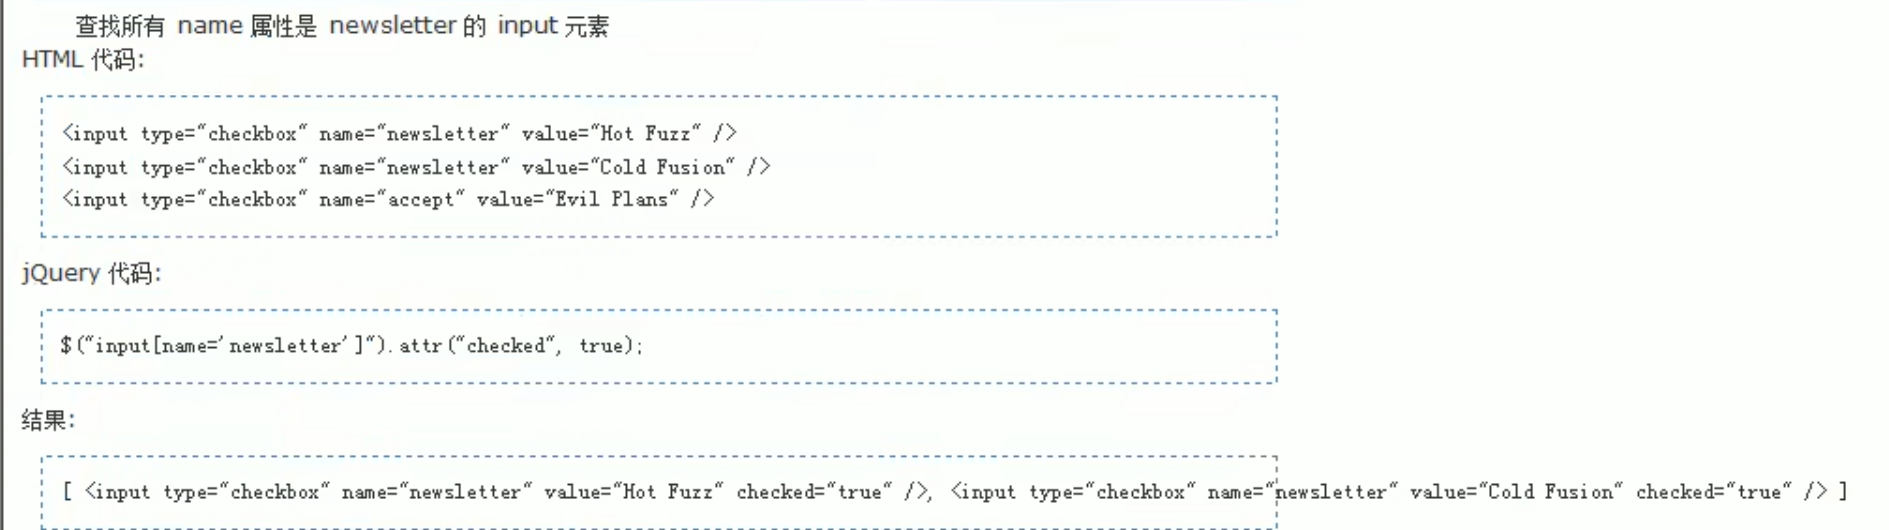 查找所有 name 属性是 newsletter 的 input 元素
HTML 代码:
<input type="checkbox" name="newsletter" value="Hot Fuzz" />
<input type="checkbox" name="newsletter" value="Cold Fusion" />
<input type="checkbox" name="accept" value="Evil Plans" />
jQuery 代码:
$("input[name='newsletter']").attr("checked", true);
结果:
[ <input type="checkbox" name="newsletter" value="Hot Fuzz" checked="true" />, <input type="checkbox" name="newsletter" value="Cold Fusion" checked="true" /> ]